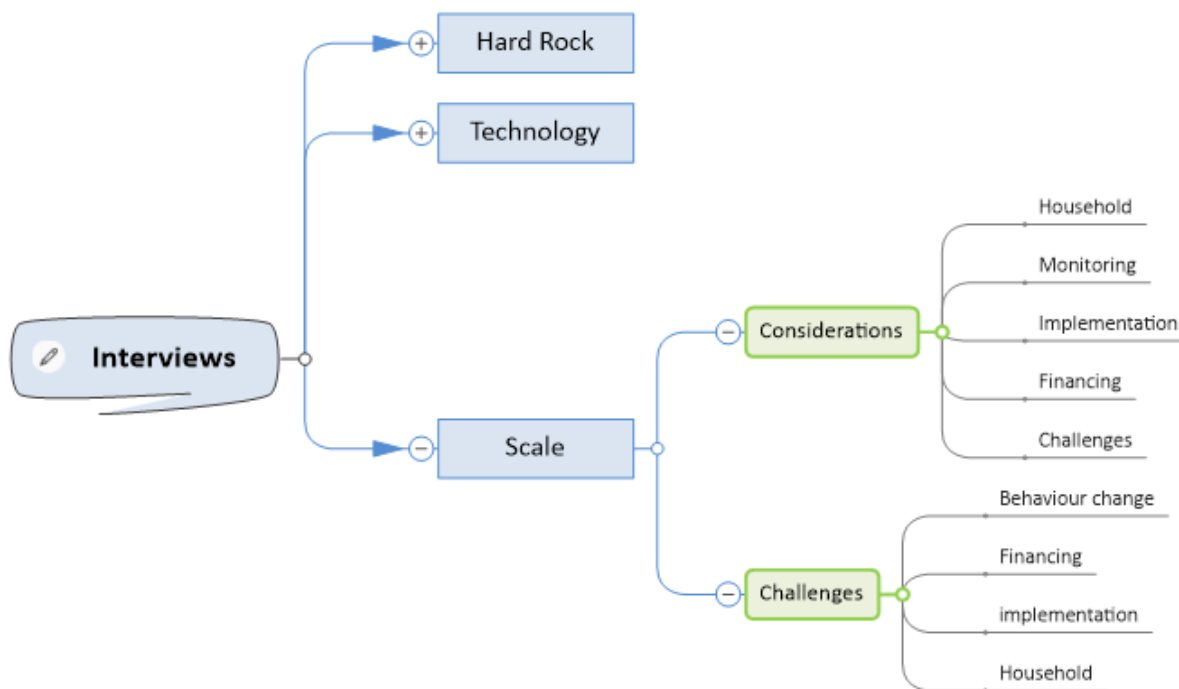 Hard Rock
Technology
Interviews
Scale
Considerations
Household
Monitoring
Implementation
Financing
Challenges
Challenges
Behaviour change
Financing
implementation
Household